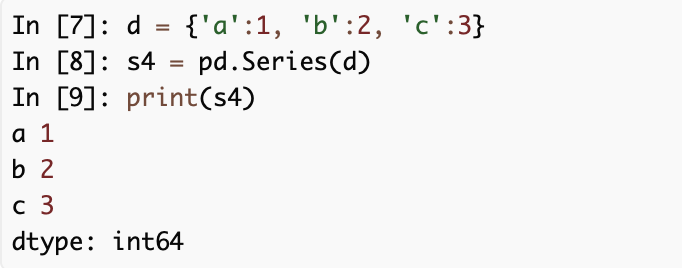 In [7]: d = {'a':1, 'b':2, 'c':3}
In [8]: s4 = pd.Series(d)
In [9]: print(s4)
a 1
b 2
c 3
dtype: int64